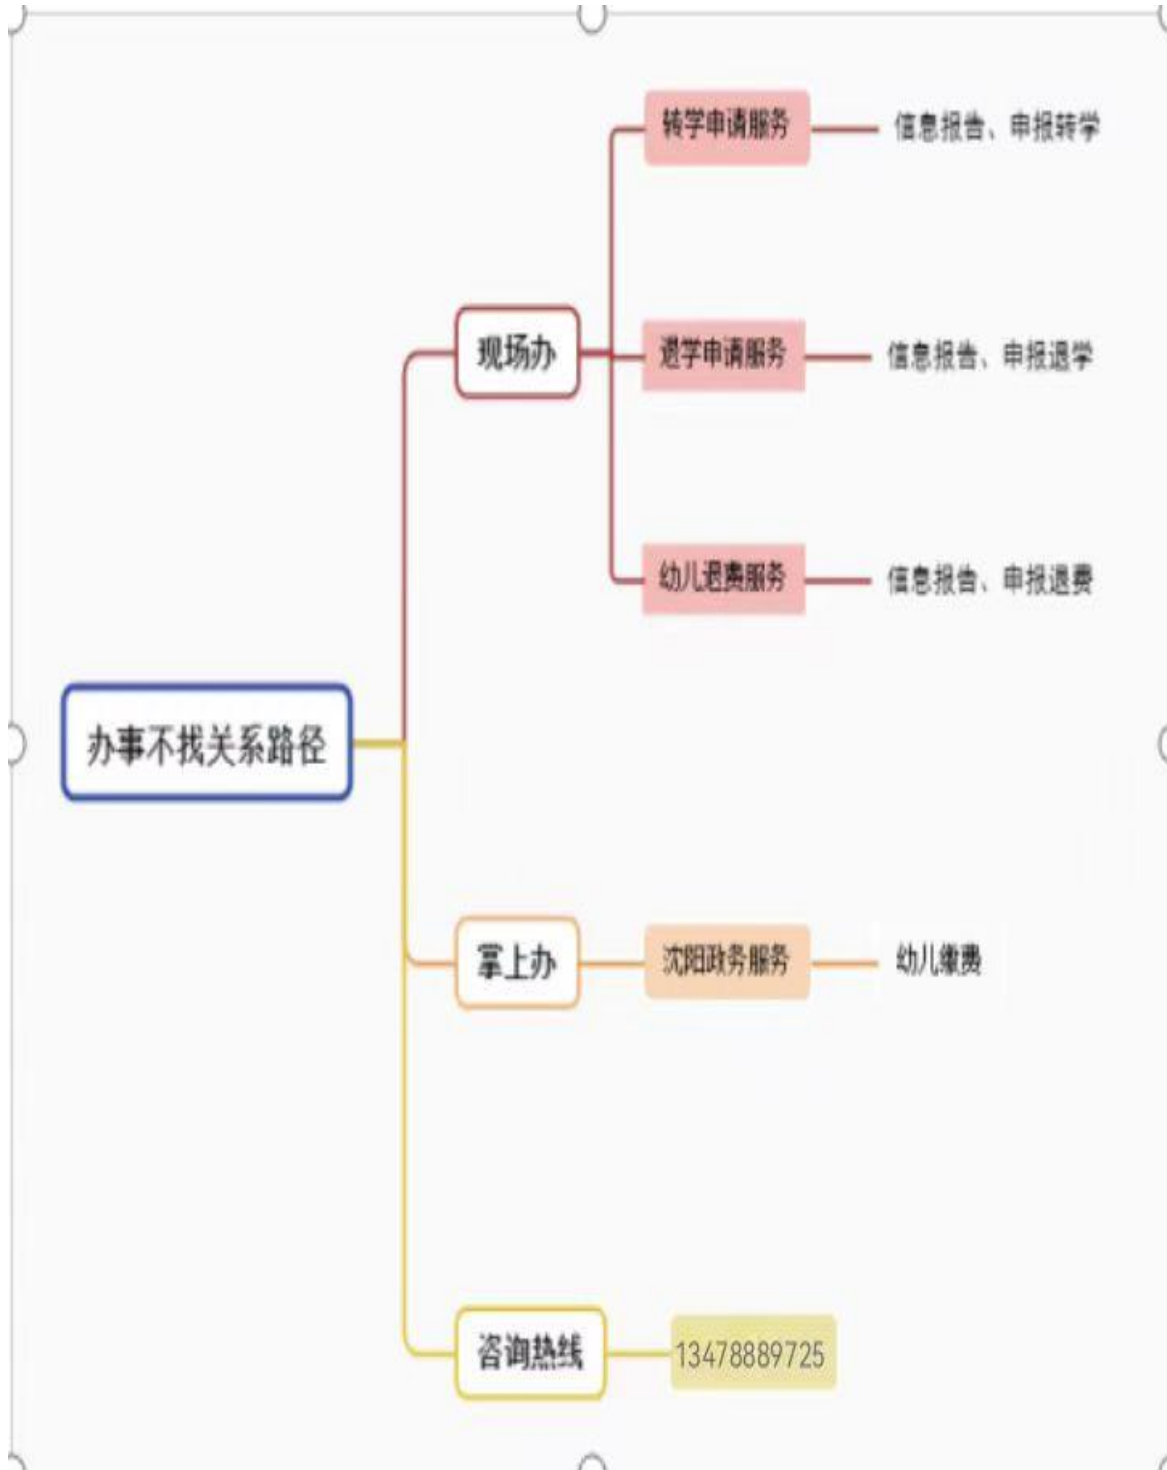 转学申请服务
信息报告、申报转学
现场办
退学申请服务
信息报告、申报退学
幼儿退费服务
信息报告、申报退费
办事不找关系路径
掌上办
沈阳政务服务
幼儿缴费
咨询热线
13478889725